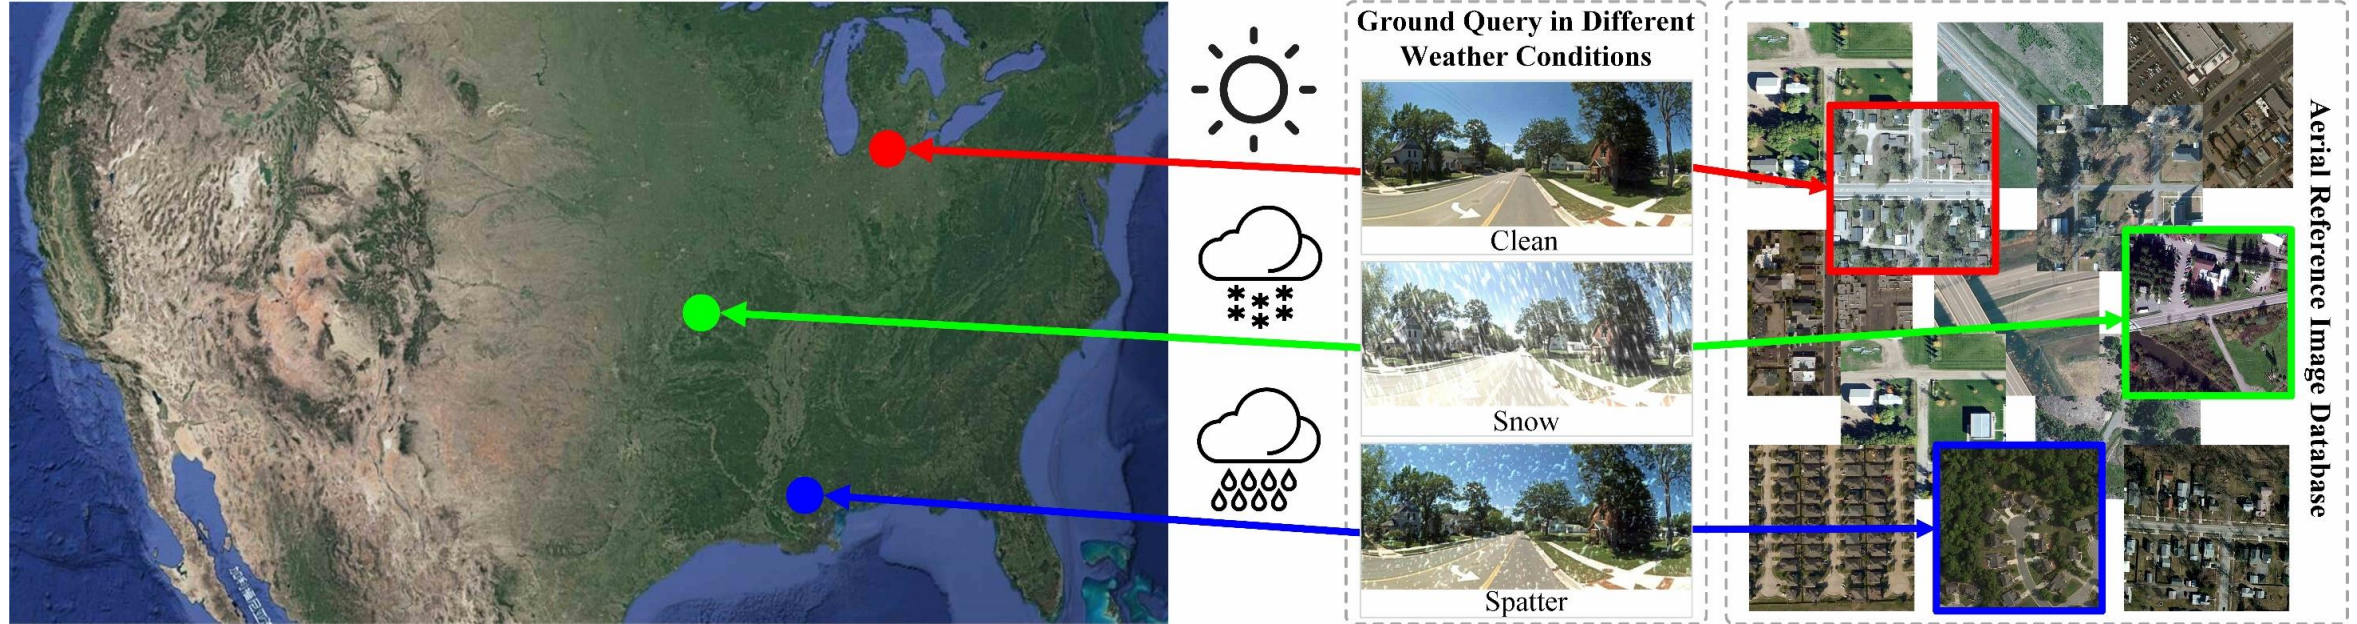 Ground Query in Different
Weather Conditions
Clean
Snow
Spatter
Aerial Reference Image Database